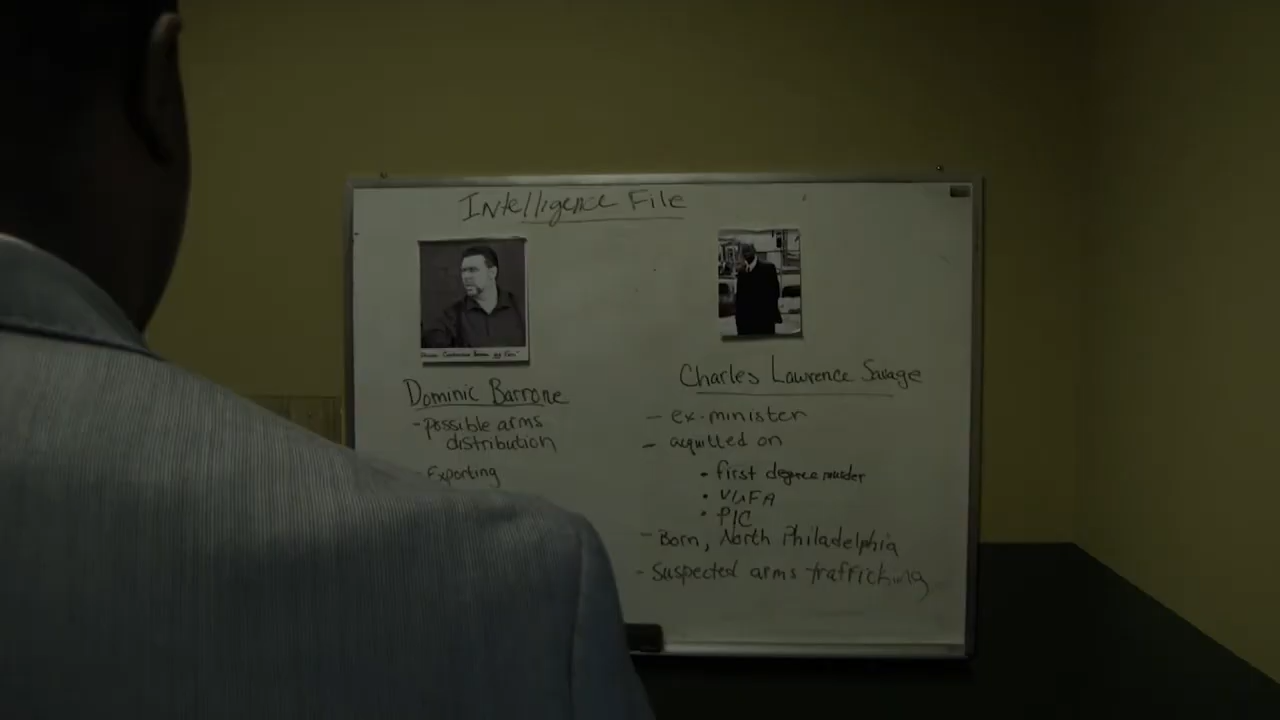 Intelligence File
Dominic Barrone
- possible arms
distribution
- Exporting
Charles Lawrence Savage
- ex-minister
- acquitted on
• first degree murder
• VUFA
• PIC
- Born, North Philadelphia
- Suspected arms trafficking